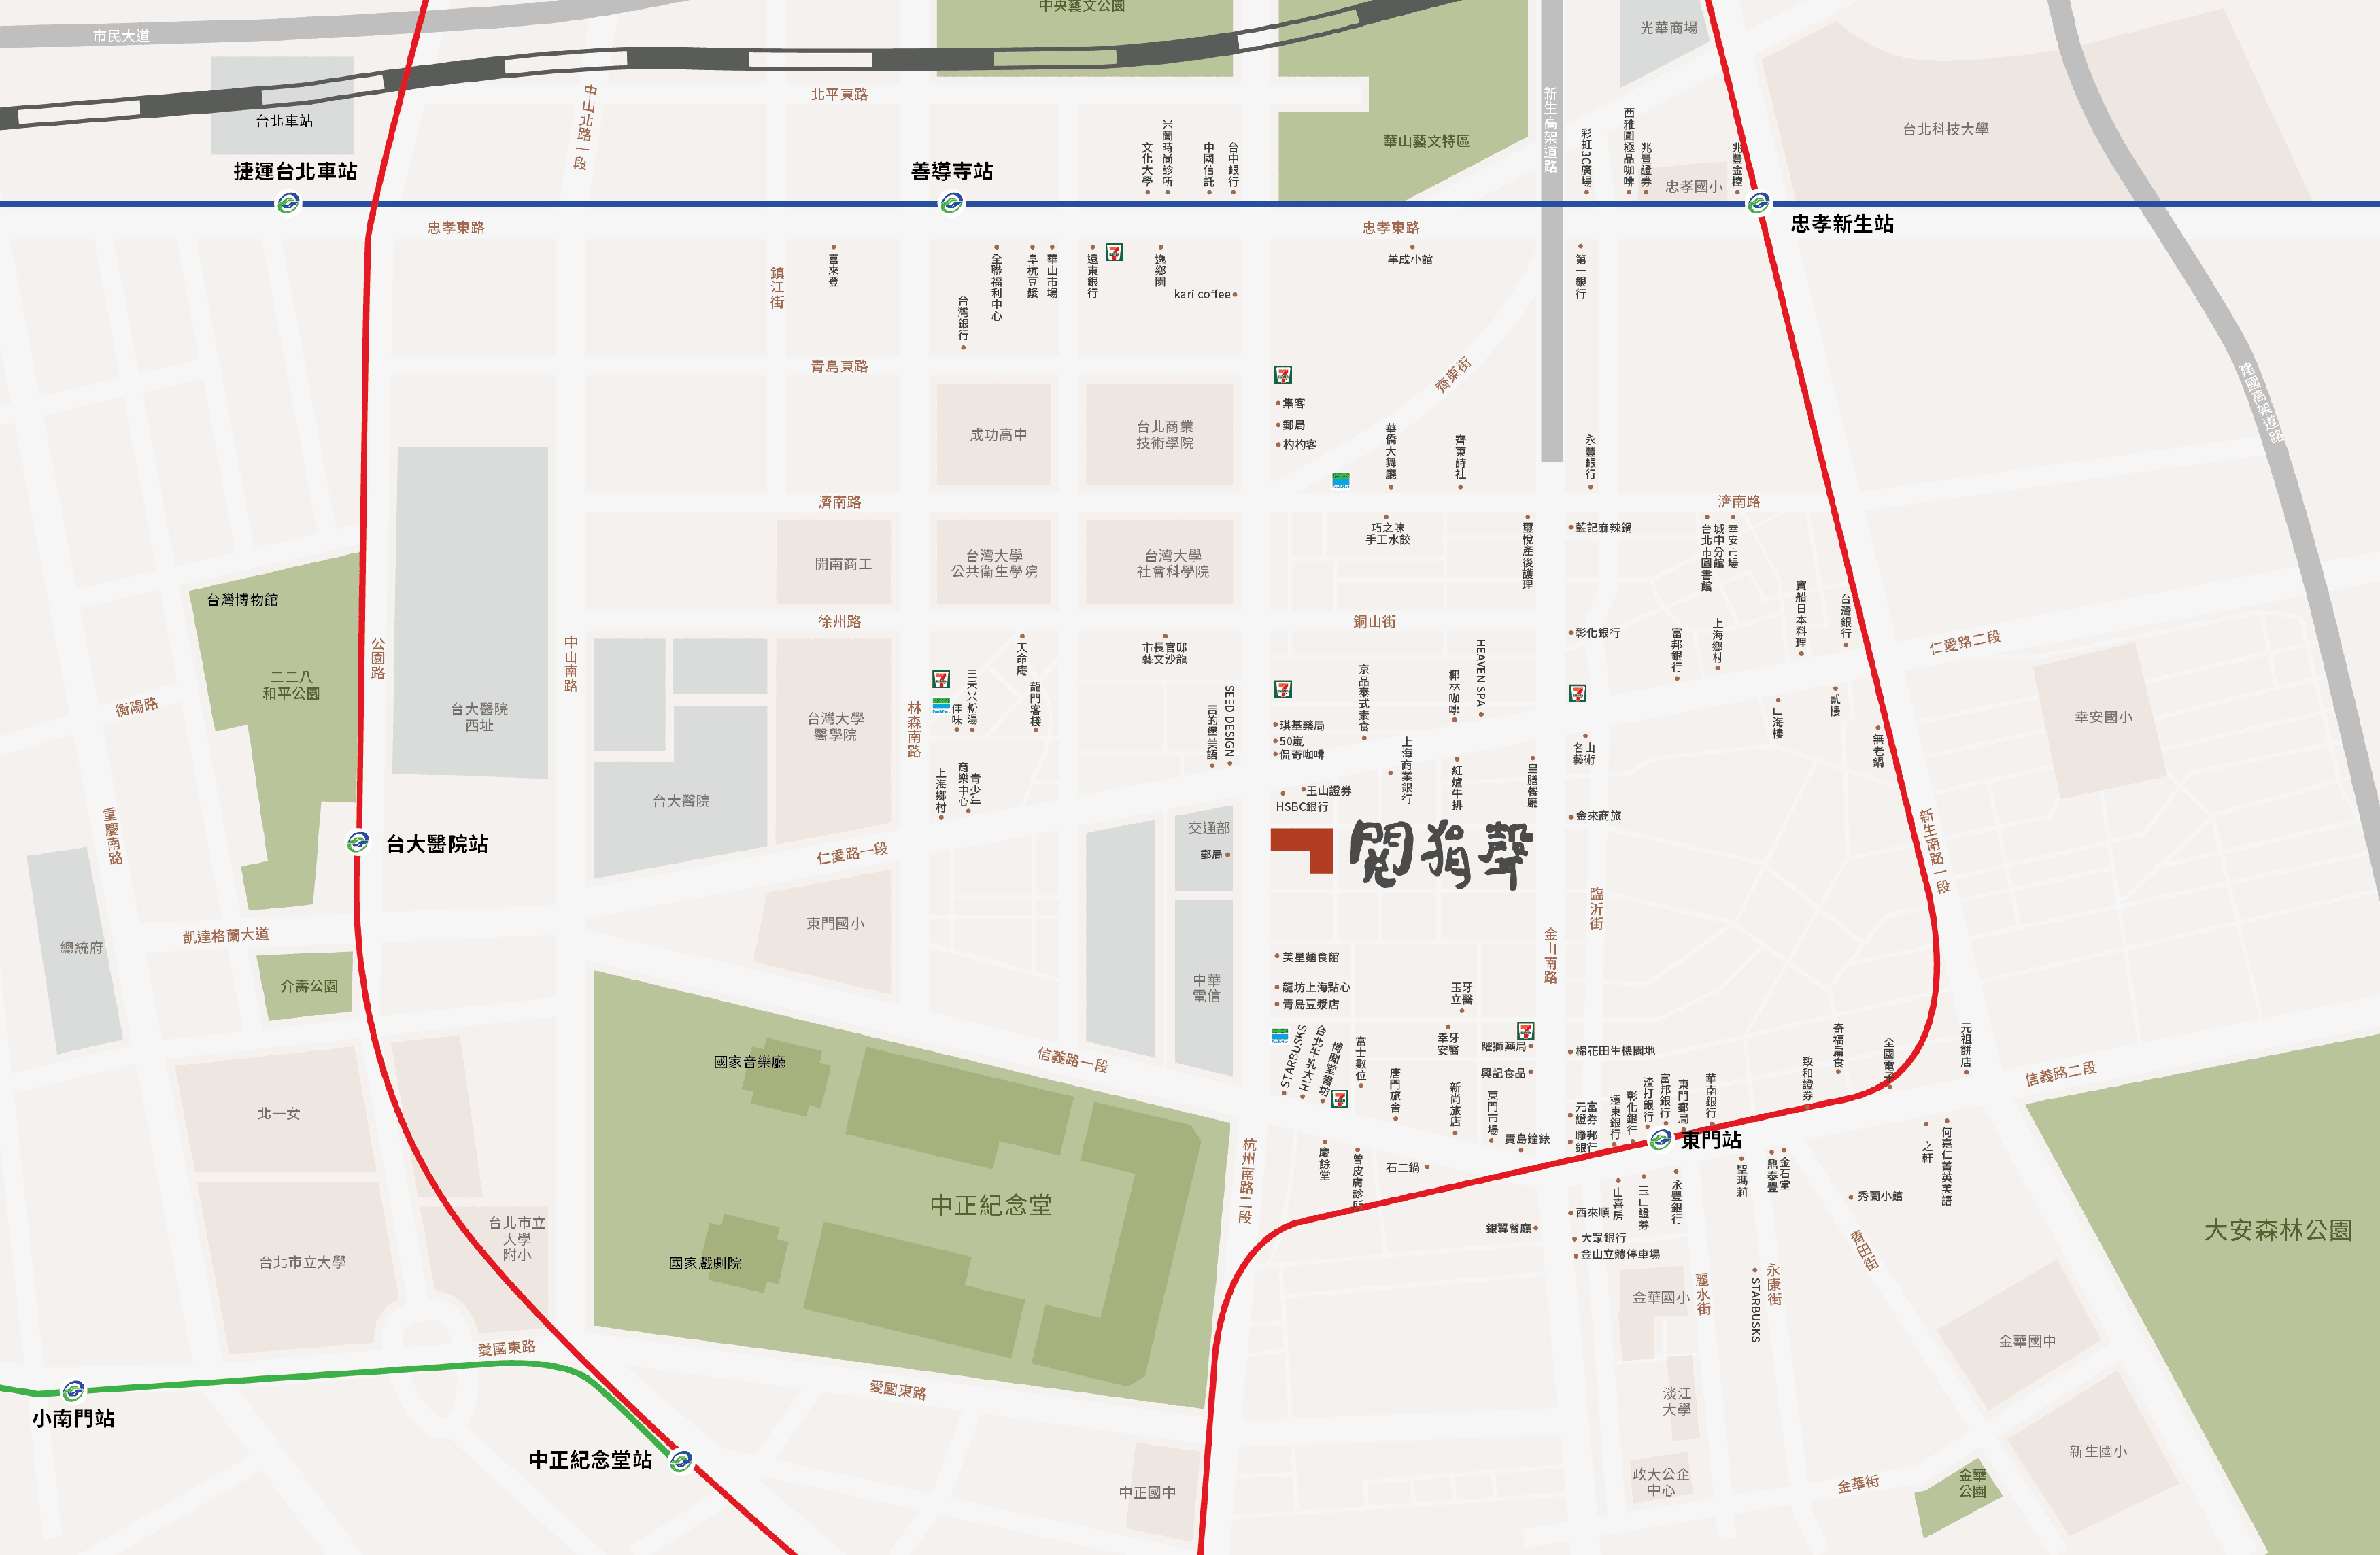 中央藝文公園
市民大道
光華商場
台北車站
捷運台北車站
中山北路一段
北平東路
善導寺站
文化大學
米蘭時尚診所
中國信託
台中銀行
華山藝文特區
新生高架道路
彩虹3C廣場
西雅圖極品咖啡
兆豐證券
忠孝國小
兆豐金控
台北科技大學
忠孝新生站
忠孝東路
忠孝東路
鎮江街
喜來登
台灣銀行
全聯福利中心
阜杭豆漿
華山市場
遠東銀行
逸鄉園
Ikari coffee
羊成小館
第一銀行
建國高架道路
青島東路
齊東街
集客
郵局
杓杓客
成功高中
台北商業
技術學院
華僑大舞廳
齊東詩社
永豐銀行
濟南路
濟南路
開南商工
台灣大學
公共衛生學院
台灣大學
社會科學院
巧之味
手工水餃
璽悅產後護理
藍記麻辣鍋
台北市圖書館
城中分館
幸安市場
台灣博物館
二二八
和平公園
公園路
中山南路
徐州路
銅山街
彰化銀行
富邦銀行
上海鄉村
寶船日本料理
台灣銀行
仁愛路二段
衡陽路
台大醫院
西址
台灣大學
醫學院
林森南路
佳味
三禾米粉湯
天命庵
龍門客棧
市長官邸
藝文沙龍
吉的堡美語
SEED DESIGN
琪基藥局
50嵐
侃奇咖啡
京品泰式素食
椰林咖啡
HEAVEN SPA
山海樓
貳樓
無老鍋
幸安國小
台大醫院
上海鄉村
育樂中心
青少年
玉山證券
HSBC銀行
上海商業銀行
紅爐牛排
皇膳餐廳
名山
藝術
金來商旅
重慶南路
台大醫院站
仁愛路一段
交通部
郵局
閱狷聲
新生南路一段
總統府
凱達格蘭大道
東門國小
臨沂街
介壽公園
中華
電信
美星麵食館
龍坊上海點心
青島豆漿店
金山南路
玉牙
立醫
幸牙
安醫
躍獅藥局
興記食品
棉花田生機園地
國家音樂廳
信義路一段
STARBUSKS
台北牛乳大王
博聞堂書坊
富士數位
唐門旅舍
新尚旅店
東門市場
寶島鐘錶
元富
證券
聯邦
銀行
遠東銀行
彰化銀行
渣打銀行
富邦銀行
東門郵局
華南銀行
致和證券
奇福扁食
全國電子
元祖餅店
信義路二段
北一女
東門站
杭州南路二段
慶餘堂
曾皮膚診所
石二鍋
山喜房
玉山證券
永豐銀行
聖瑪莉
鼎泰豐
金石堂
一之軒
何嘉仁菁英美語
秀蘭小館
中正紀念堂
銀翼餐廳
西來順
大眾銀行
金山立體停車場
青田街
大安森林公園
台北市立大學
台北市立
大學
附小
國家戲劇院
金華國小
麗水街
永康街
STARBUSKS
愛國東路
愛國東路
金華國中
淡江
大學
小南門站
中正紀念堂站
中正國中
政大公企
中心
金華街
金華
公園
新生國小